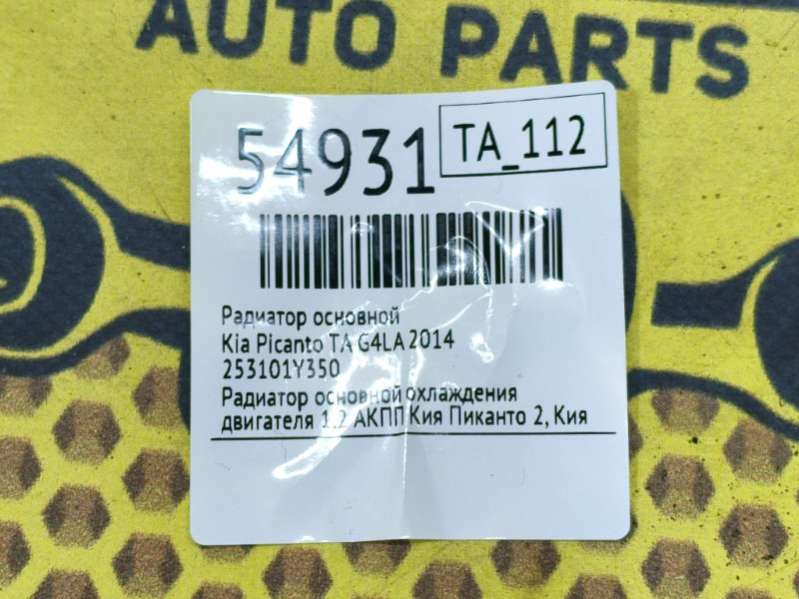 AUTO PARTS
54931
TA_112
Радиатор основной
Kia Picanto TA G4LA 2014
253101Y350
Радиатор основной охлаждения
двигателя 1.2 АКПП Кия Пиканто 2, Кия